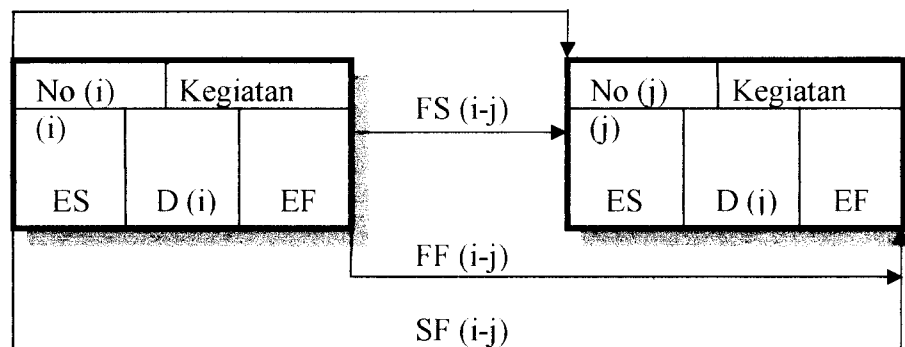 No (i) Kegiatan
(i)
ES D (i) EF
FS (i-j)
No (j) Kegiatan
(j)
ES D (j) EF
FF (i-j)
SF (i-j)